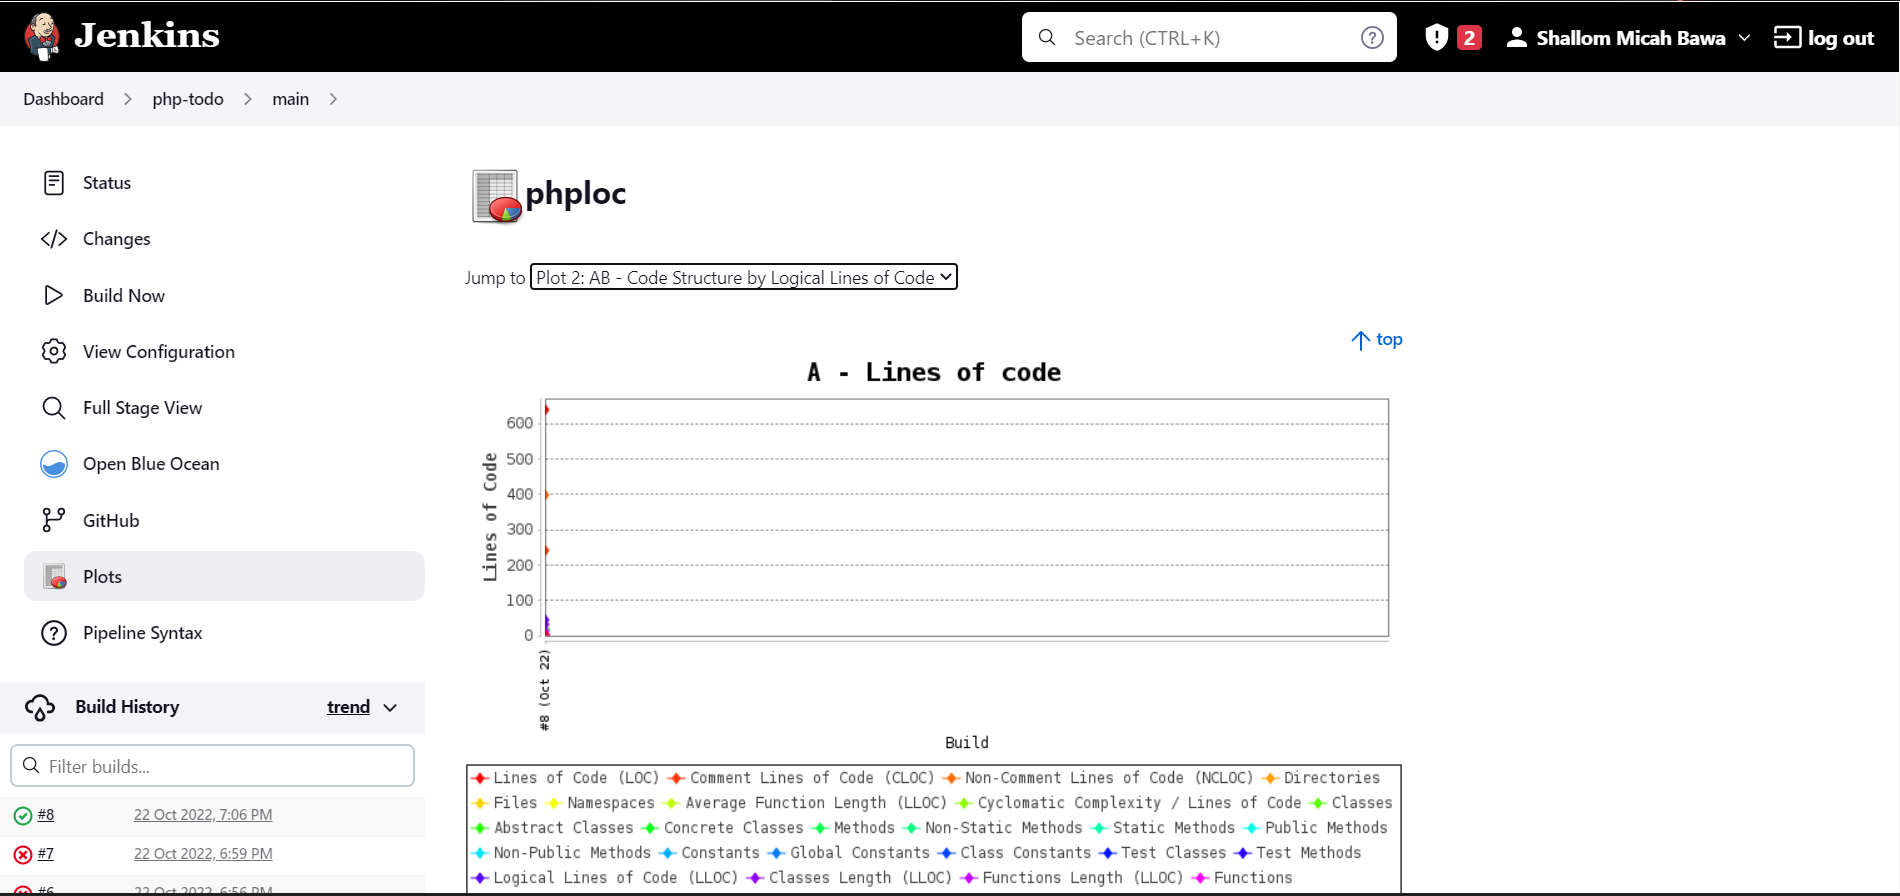 Jenkins
Search (CTRL+K)
2
Shallom Micah Bawa
log out
Dashboard
php-todo
main
Status
Changes
Build Now
View Configuration
Full Stage View
Open Blue Ocean
GitHub
Plots
Pipeline Syntax
Build History
trend
Filter builds...
#8 22 Oct 2022, 7:06 PM
#7 22 Oct 2022, 6:59 PM
#6 22 Oct 2022, 6:56 PM
phploc
Jump to Plot 2: AB - Code Structure by Logical Lines of Code
top
A - Lines of code
Lines of Code
600
500
400
300
200
100
0
#8 (Oct 22)
Build
Lines of Code (LOC) Comment Lines of Code (CLOC) Non-Comment Lines of Code (NCLOC) Directories
Files Namespaces Average Function Length (LLOC) Cyclomatic Complexity / Lines of Code Classes
Abstract Classes Concrete Classes Methods Non-Static Methods Static Methods Public Methods
Non-Public Methods Constants Global Constants Class Constants Test Classes Test Methods
Logical Lines of Code (LLOC) Classes Length (LLOC) Functions Length (LLOC) Functions